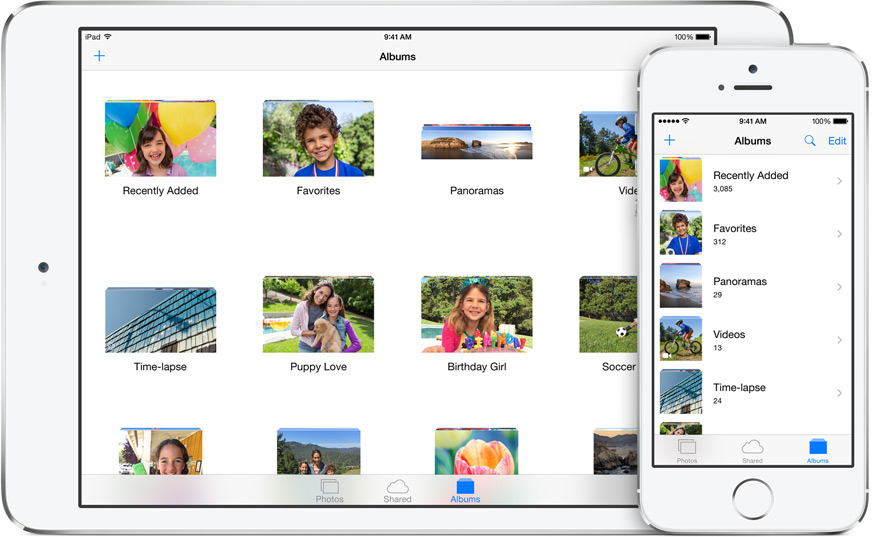 iPad 9:41 AM 100%
Albums
Recently Added Favorites Panoramas
Time-lapse Puppy Love Birthday Girl Soccer
Photos Shared Albums
9:41 AM 100%
Albums Edit
Recently Added
3,085
Favorites
312
Panoramas
29
Videos
13
Time-lapse
24
Photos Shared Albums